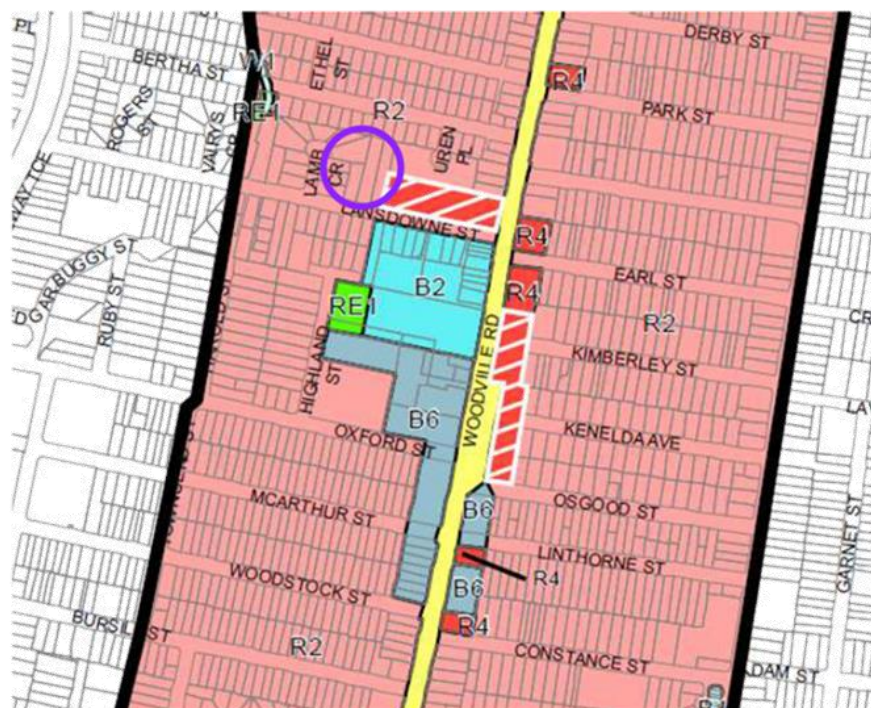 PL
DERBY ST
BERTHA ST
W1
ETHEL
ST
R4
PARK ST
ROGERS
ST
RE1
R2
VALRYS
LAMB
CR
UREN
PL
LANSDOWNE ST
R4
EARL ST
B2
R4
RE1
R2
RUBY ST
WOODVILLE RD
KIMBERLEY ST
HIGHLAND
ST
B6
OXFORD ST
KENELDA AVE
MCARTHUR ST
B6
OSGOOD ST
GARNET ST
LINTHORNE ST
R4
WOODSTOCK ST
B6
R4
R2
CONSTANCE ST